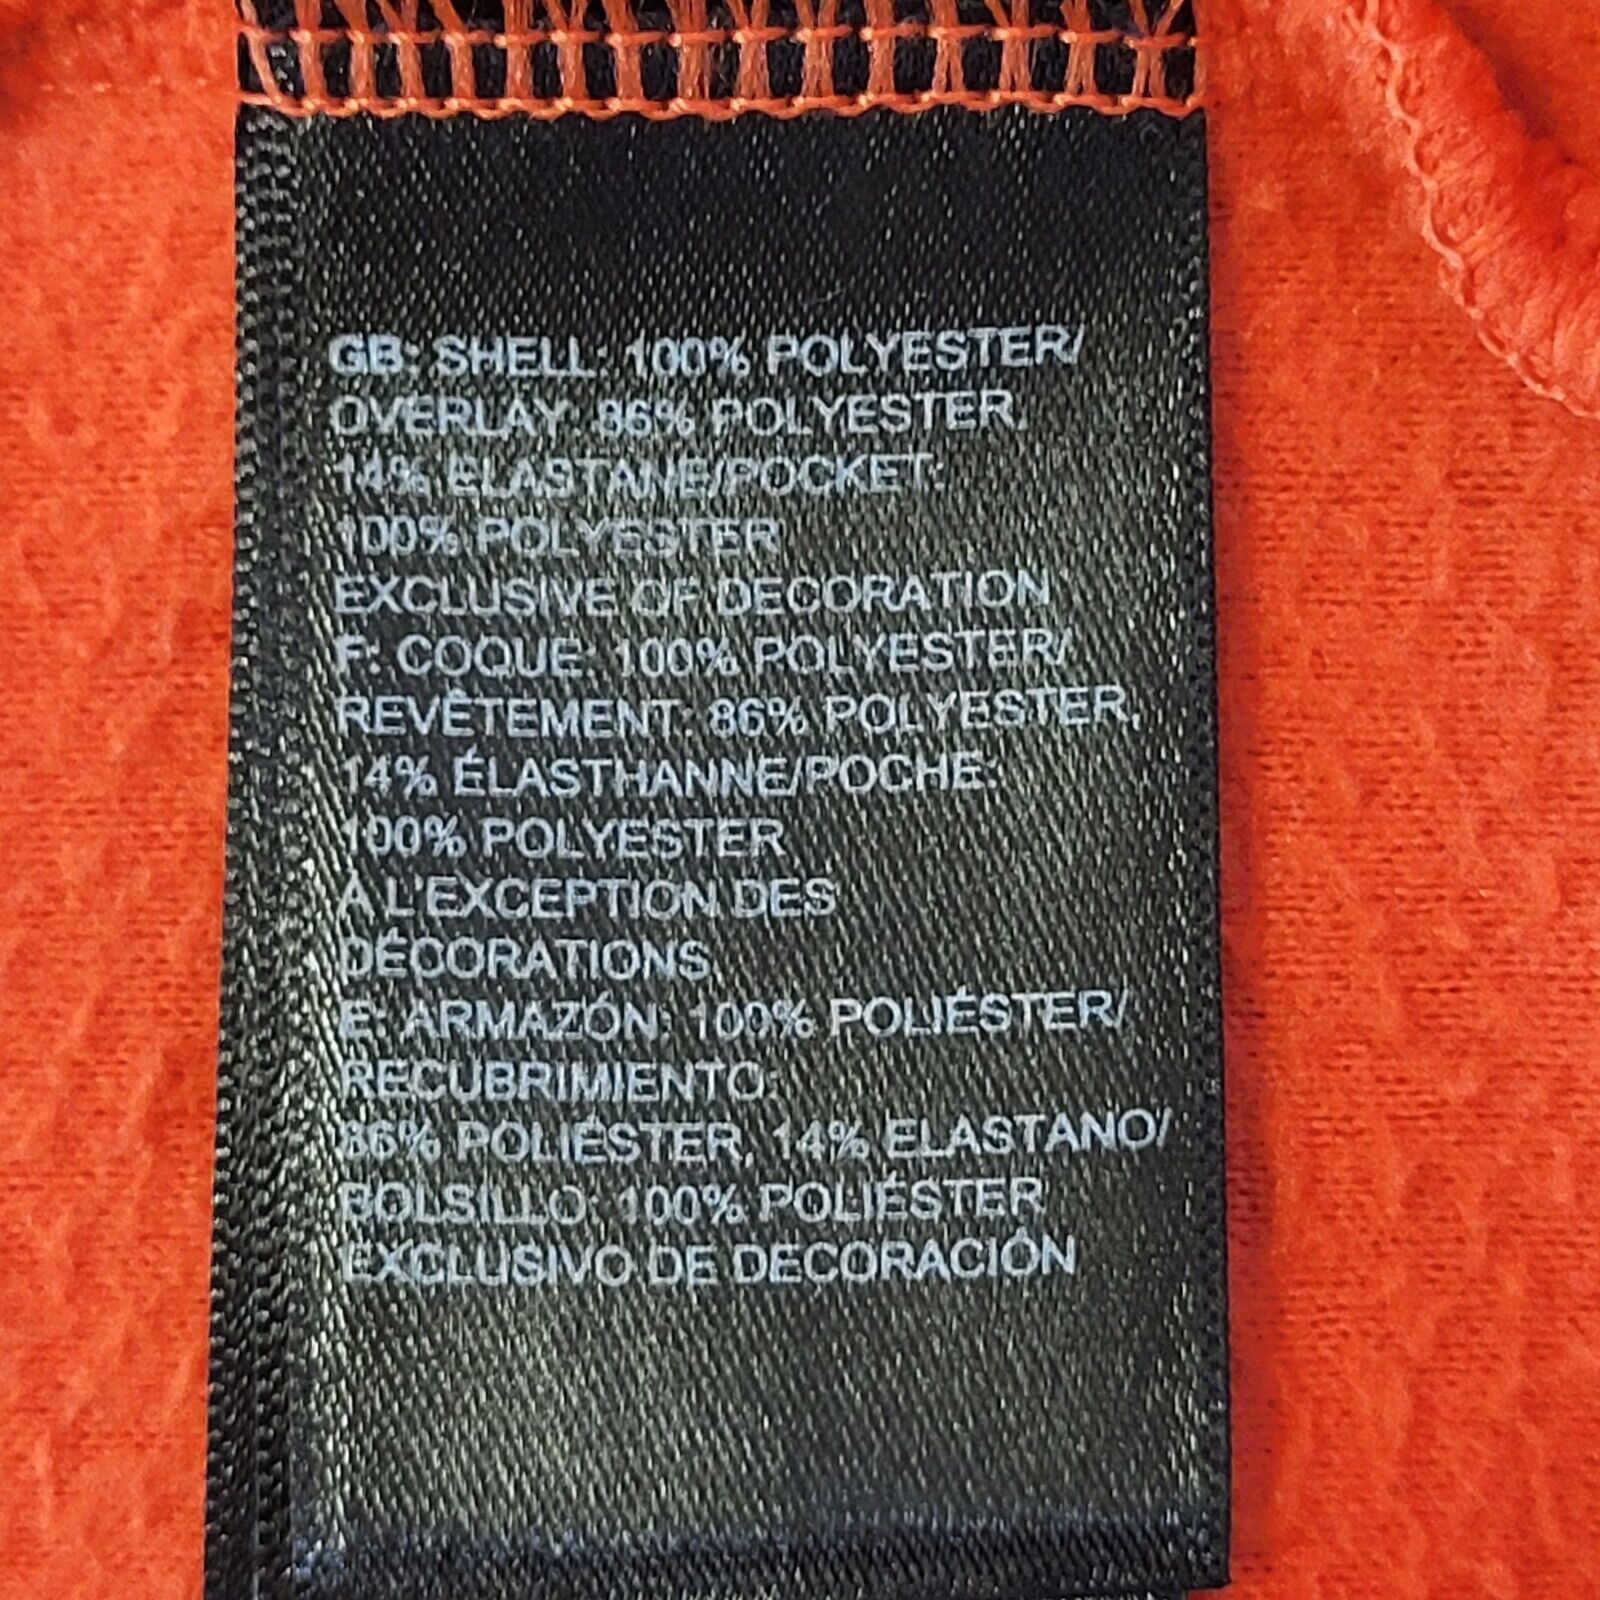 GB: SHELL: 100% POLYESTER/
OVERLAY: 86% POLYESTER,
14% ELASTANE/POCKET:
100% POLYESTER
EXCLUSIVE OF DECORATION
F: COQUE: 100% POLYESTER/
REVÊTEMENT: 86% POLYESTER,
14% ÉLASTHANNE/POCHE:
100% POLYESTER
À L'EXCEPTION DES
DÉCORATIONS
E: ARMAZÓN: 100% POLIÉSTER/
RECUBRIMIENTO:
86% POLIÉSTER, 14% ELASTANO/
BOLSILLO: 100% POLIÉSTER
EXCLUSIVO DE DECORACIÓN